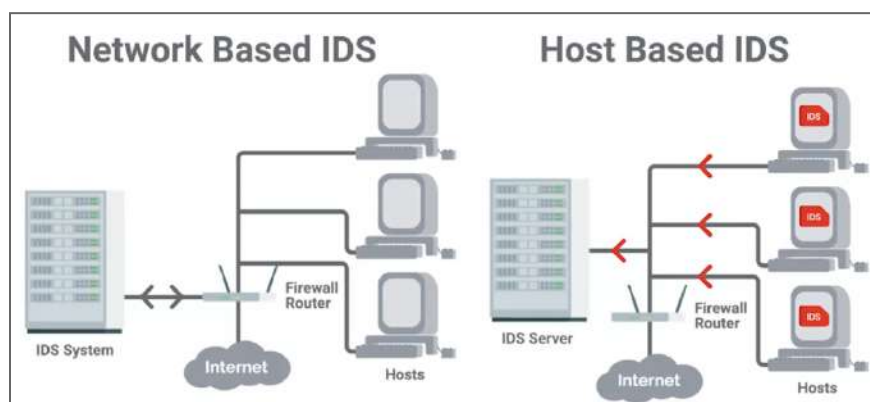 Network Based IDS
Firewall
Router
IDS System
Internet
Hosts
Host Based IDS
IDS
IDS
IDS
Firewall
Router
IDS Server
Internet
Hosts